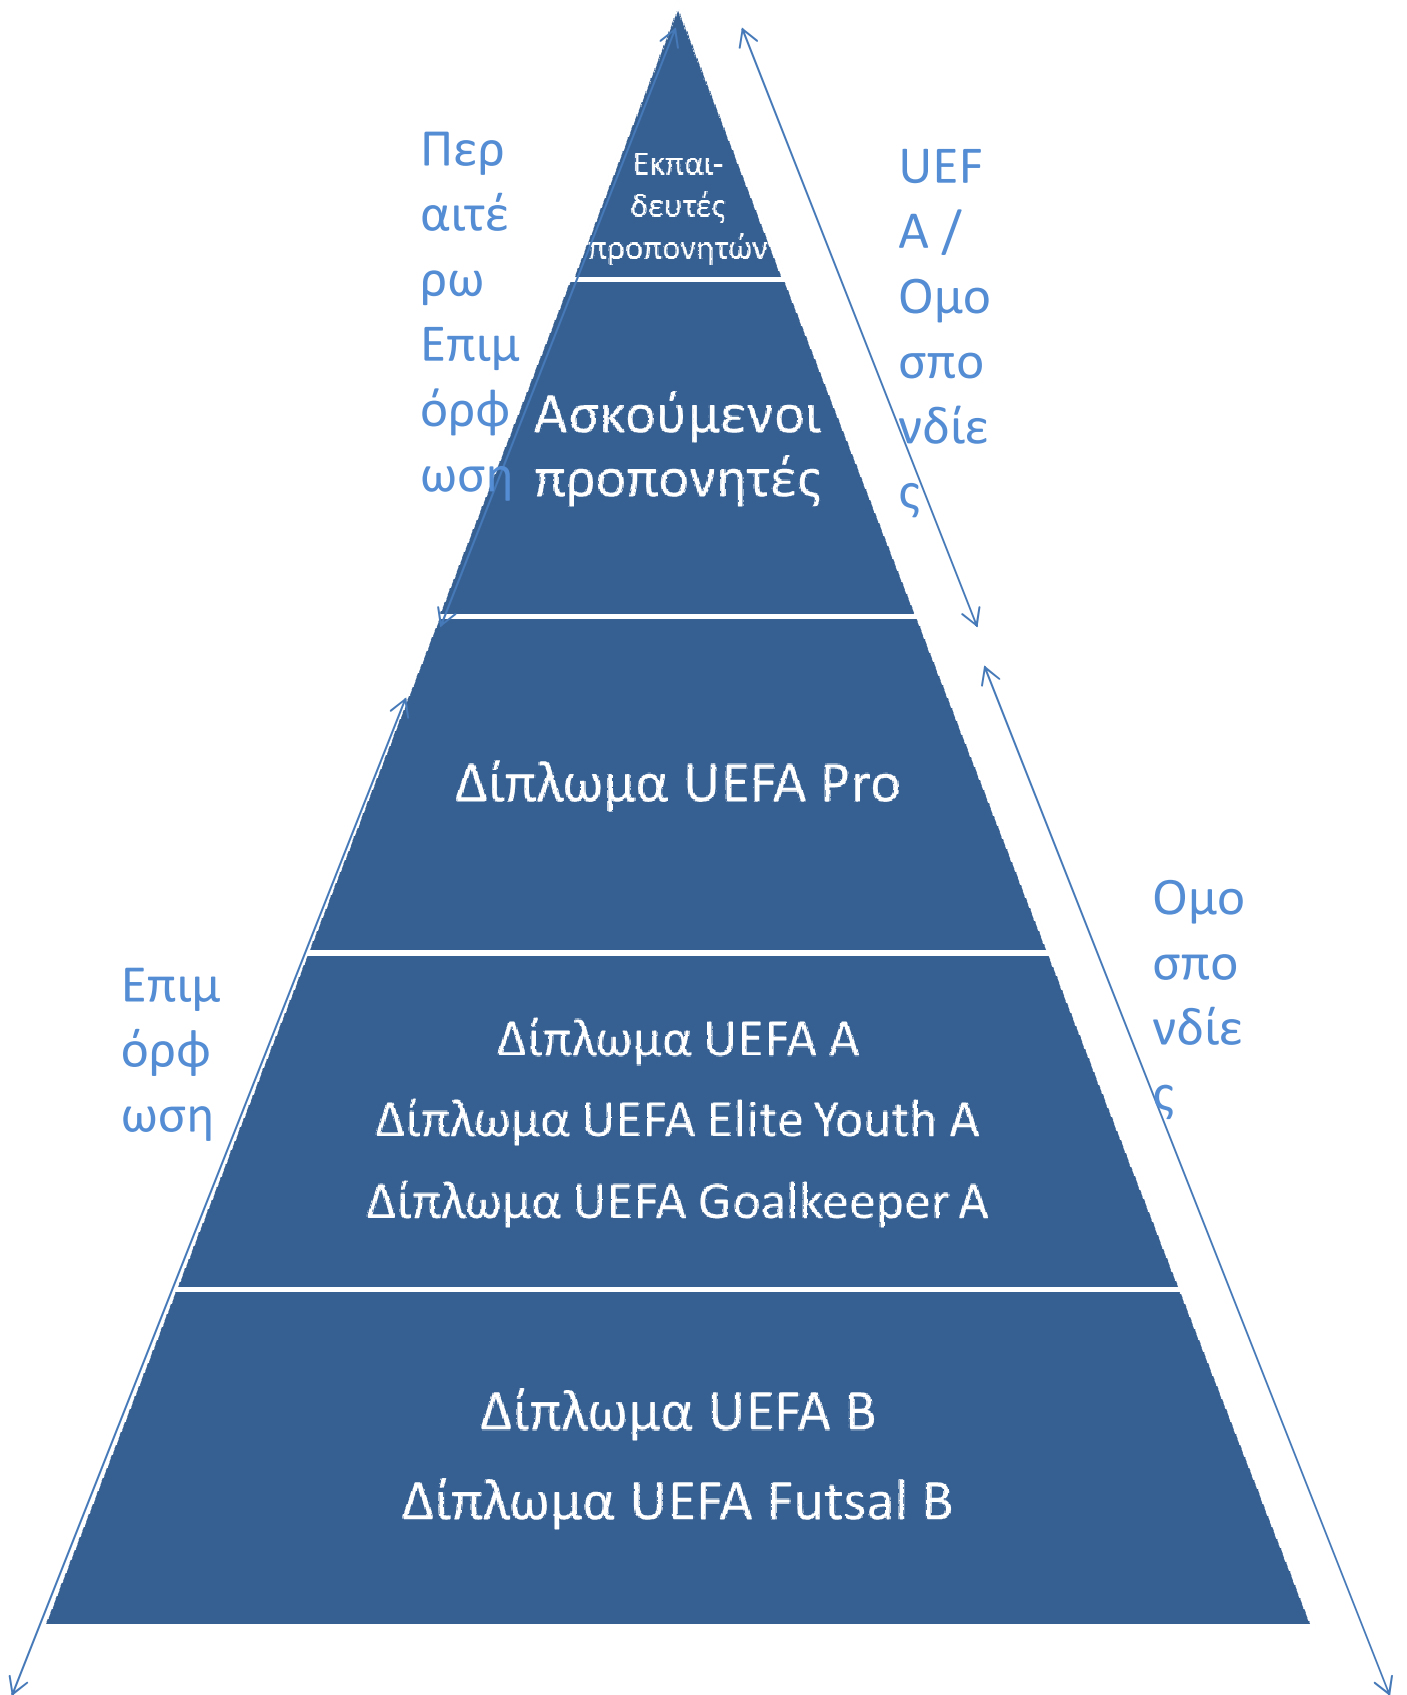 Περ
αιτέ
ρω
Επιμ
όρφ
ωση
Εκπαι-
δευτές
προπονητών
UEF
A /
Ομο
σπο
νδίε
ς
Ασκούμενοι
προπονητές
Δίπλωμα UEFA Pro
Επιμ
όρφ
ωση
Ομο
σπο
νδίε
ς
Δίπλωμα UEFA A
Δίπλωμα UEFA Elite Youth A
Δίπλωμα UEFA Goalkeeper A
Δίπλωμα UEFA B
Δίπλωμα UEFA Futsal B